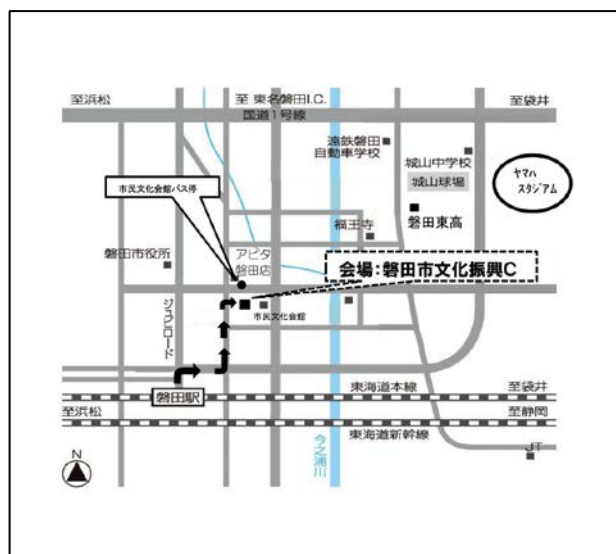 至浜松
至 東名磐田I.C.
国道1号線
至袋井
遠鉄磐田
自動車学校
城山中学校
城山球場
ヤマハ
スタジアム
市民文化会館バス停
磐田東高
福王寺
磐田市役所
アピタ
磐田店
会場:磐田市文化振興C
ジュビロード
市民文化会館
磐田駅
東海道本線
至袋井
至浜松
至静岡
東海道新幹線
今之浦川
JT
N